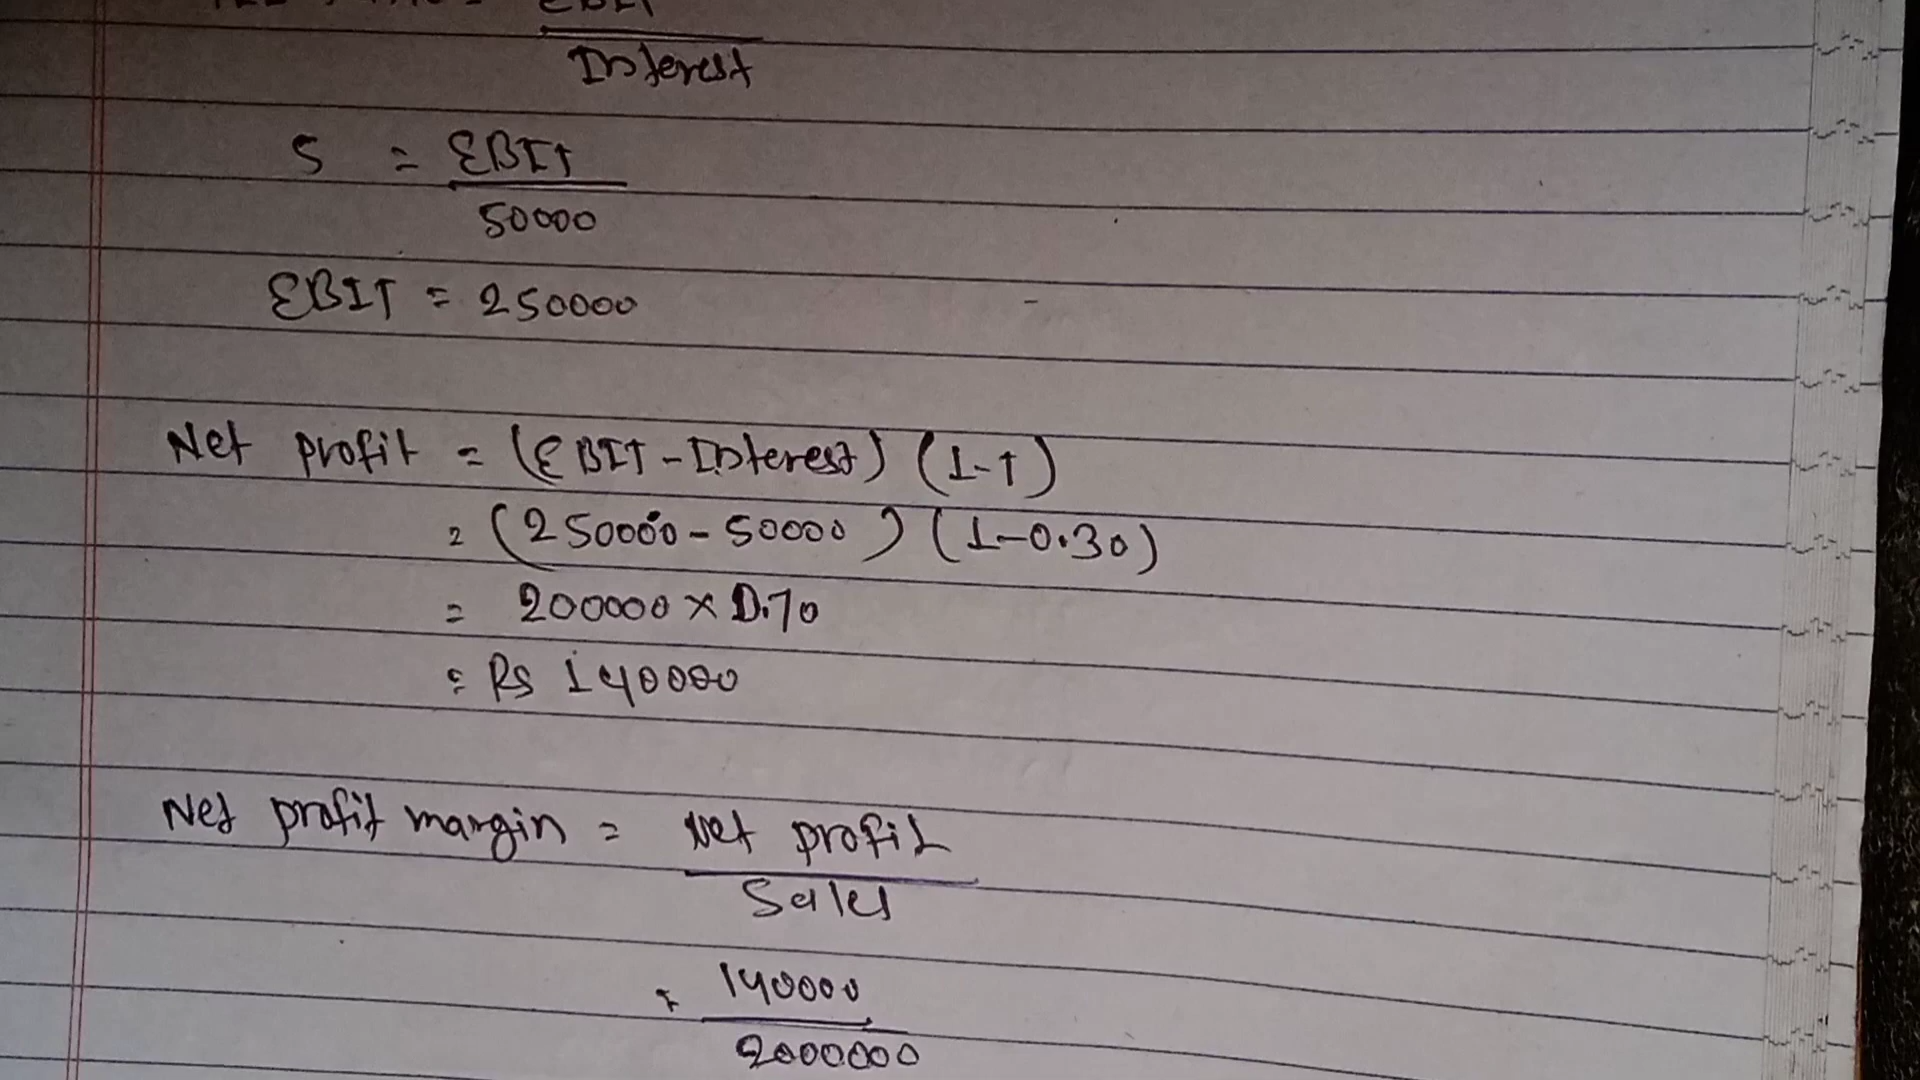 Interest
5 = EBIT
50000
EBIT = 250000
Net profit = (EBIT - Interest) (1-T)
= (250000 - 50000) (1-0.30)
= 200000 × 0.70
= Rs 140000
Net profit margin = Net profit
Sales
= 140000
2000000